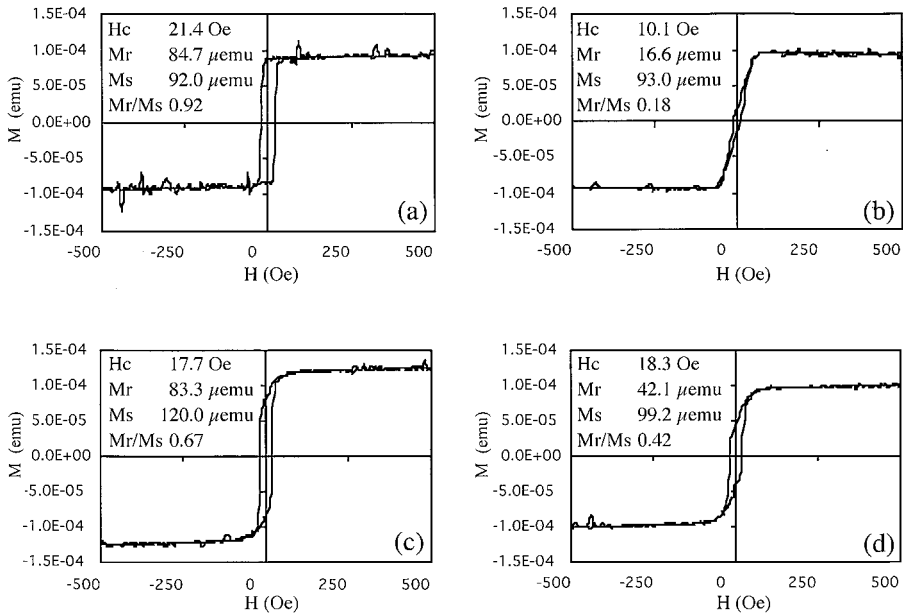 1.5E-04
Hc 21.4 Oe
1.0E-04
Mr 84.7 μemu
5.0E-05
Ms 92.0 μemu
Mr/Ms 0.92
0.0E+00
M (emu)
-5.0E-05
-1.0E-04
(a)
-1.5E-04
-500 -250 0 250 500
H (Oe)
1.5E-04
Hc 10.1 Oe
1.0E-04
Mr 16.6 μemu
5.0E-05
Ms 93.0 μemu
Mr/Ms 0.18
0.0E+00
M (emu)
-5.0E-05
-1.0E-04
(b)
-1.5E-04
-500 -250 0 250 500
H (Oe)
1.5E-04
Hc 17.7 Oe
1.0E-04
Mr 83.3 μemu
5.0E-05
Ms 120.0 μemu
Mr/Ms 0.67
0.0E+00
M (emu)
-5.0E-05
-1.0E-04
(c)
-1.5E-04
-500 -250 0 250 500
H (Oe)
1.5E-04
Hc 18.3 Oe
1.0E-04
Mr 42.1 μemu
5.0E-05
Ms 99.2 μemu
Mr/Ms 0.42
0.0E+00
M (emu)
-5.0E-05
-1.0E-04
(d)
-1.5E-04
-500 -250 0 250 500
H (Oe)